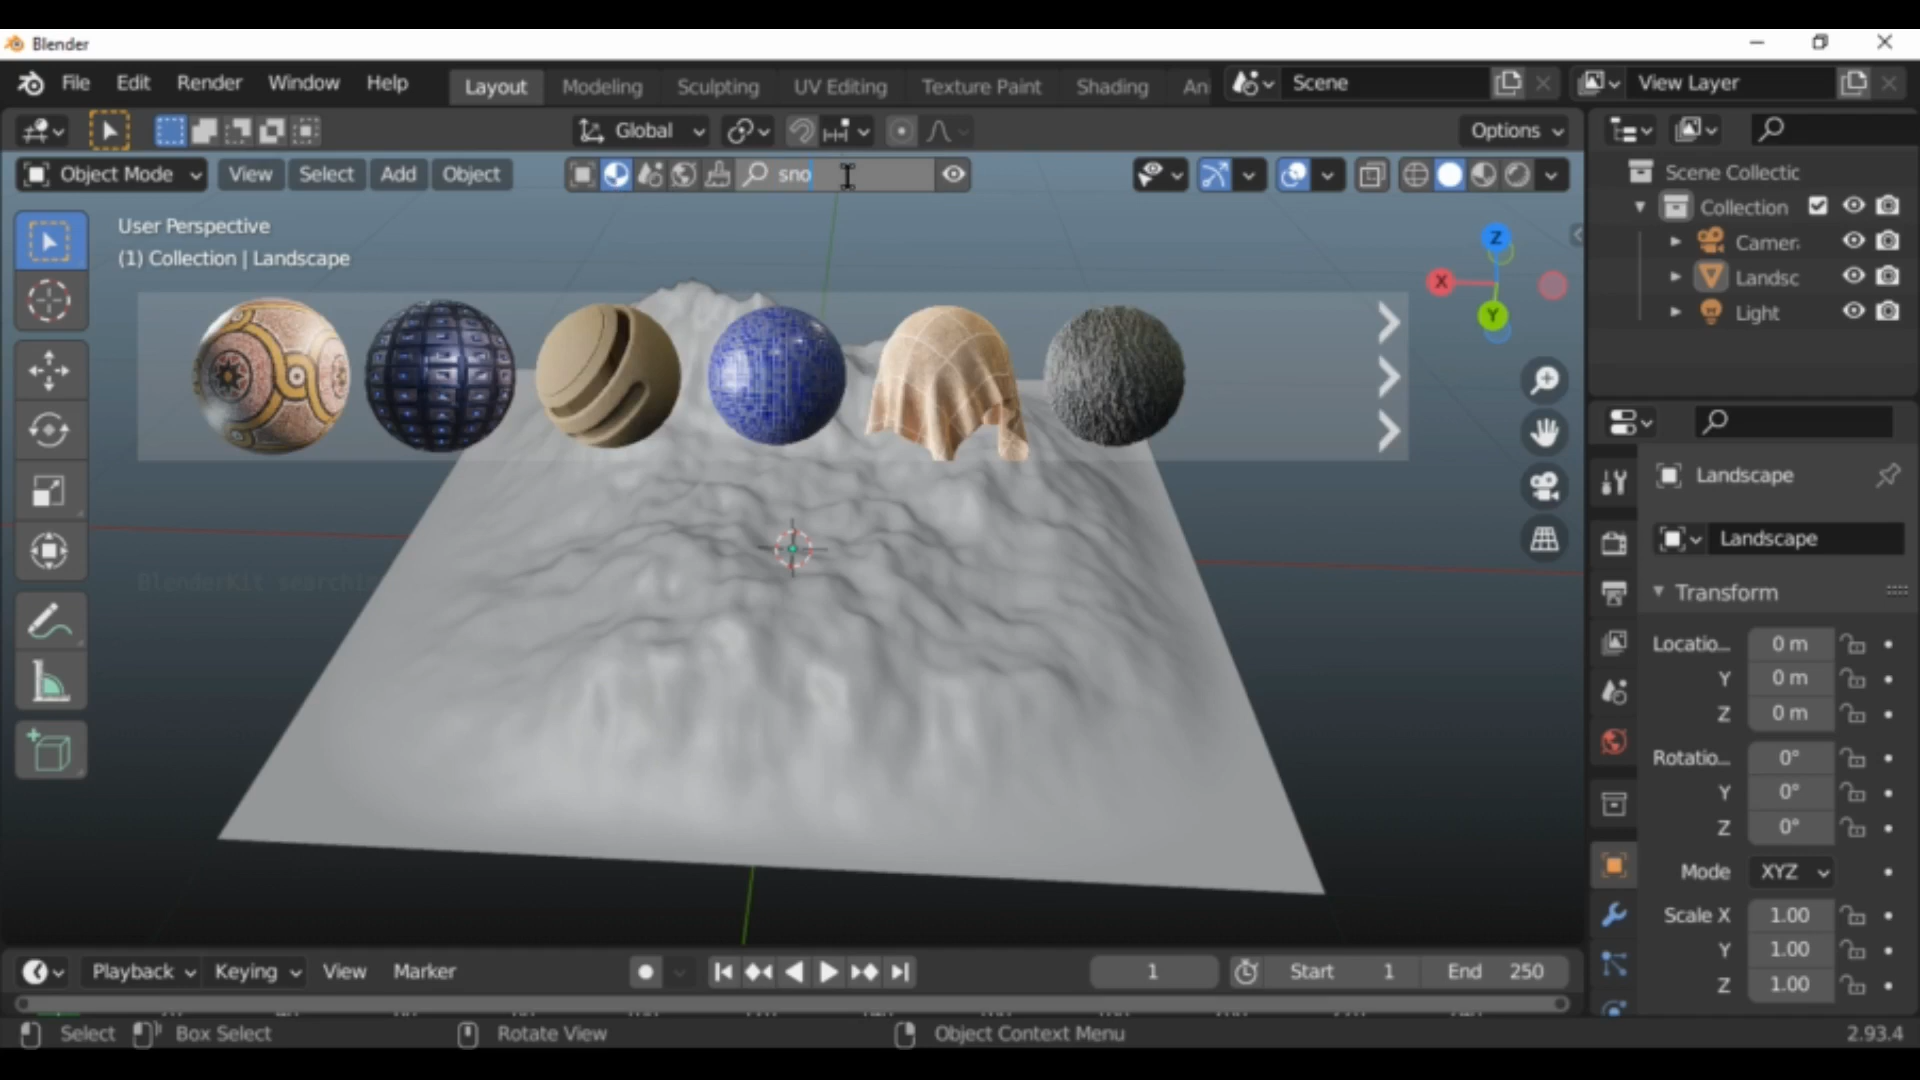 Blender
File Edit Render Window Help Layout Modeling Sculpting UV Editing Texture Paint Shading An Scene View Layer
Global Options
Object Mode View Select Add Object sno
User Perspective
(1) Collection | Landscape
BlenderKit searchin
Z
X
Y
Scene Collectic
Collection
Camer
Landsc
Light
Landscape
Landscape
Transform
Locatio... 0 m
Y 0 m
Z 0 m
Rotatio... 0°
Y 0°
Z 0°
Mode XYZ
Scale X 1.00
Y 1.00
Z 1.00
Playback Keying View Marker 1 Start 1 End 250
Select Box Select Rotate View Object Context Menu 2.93.4